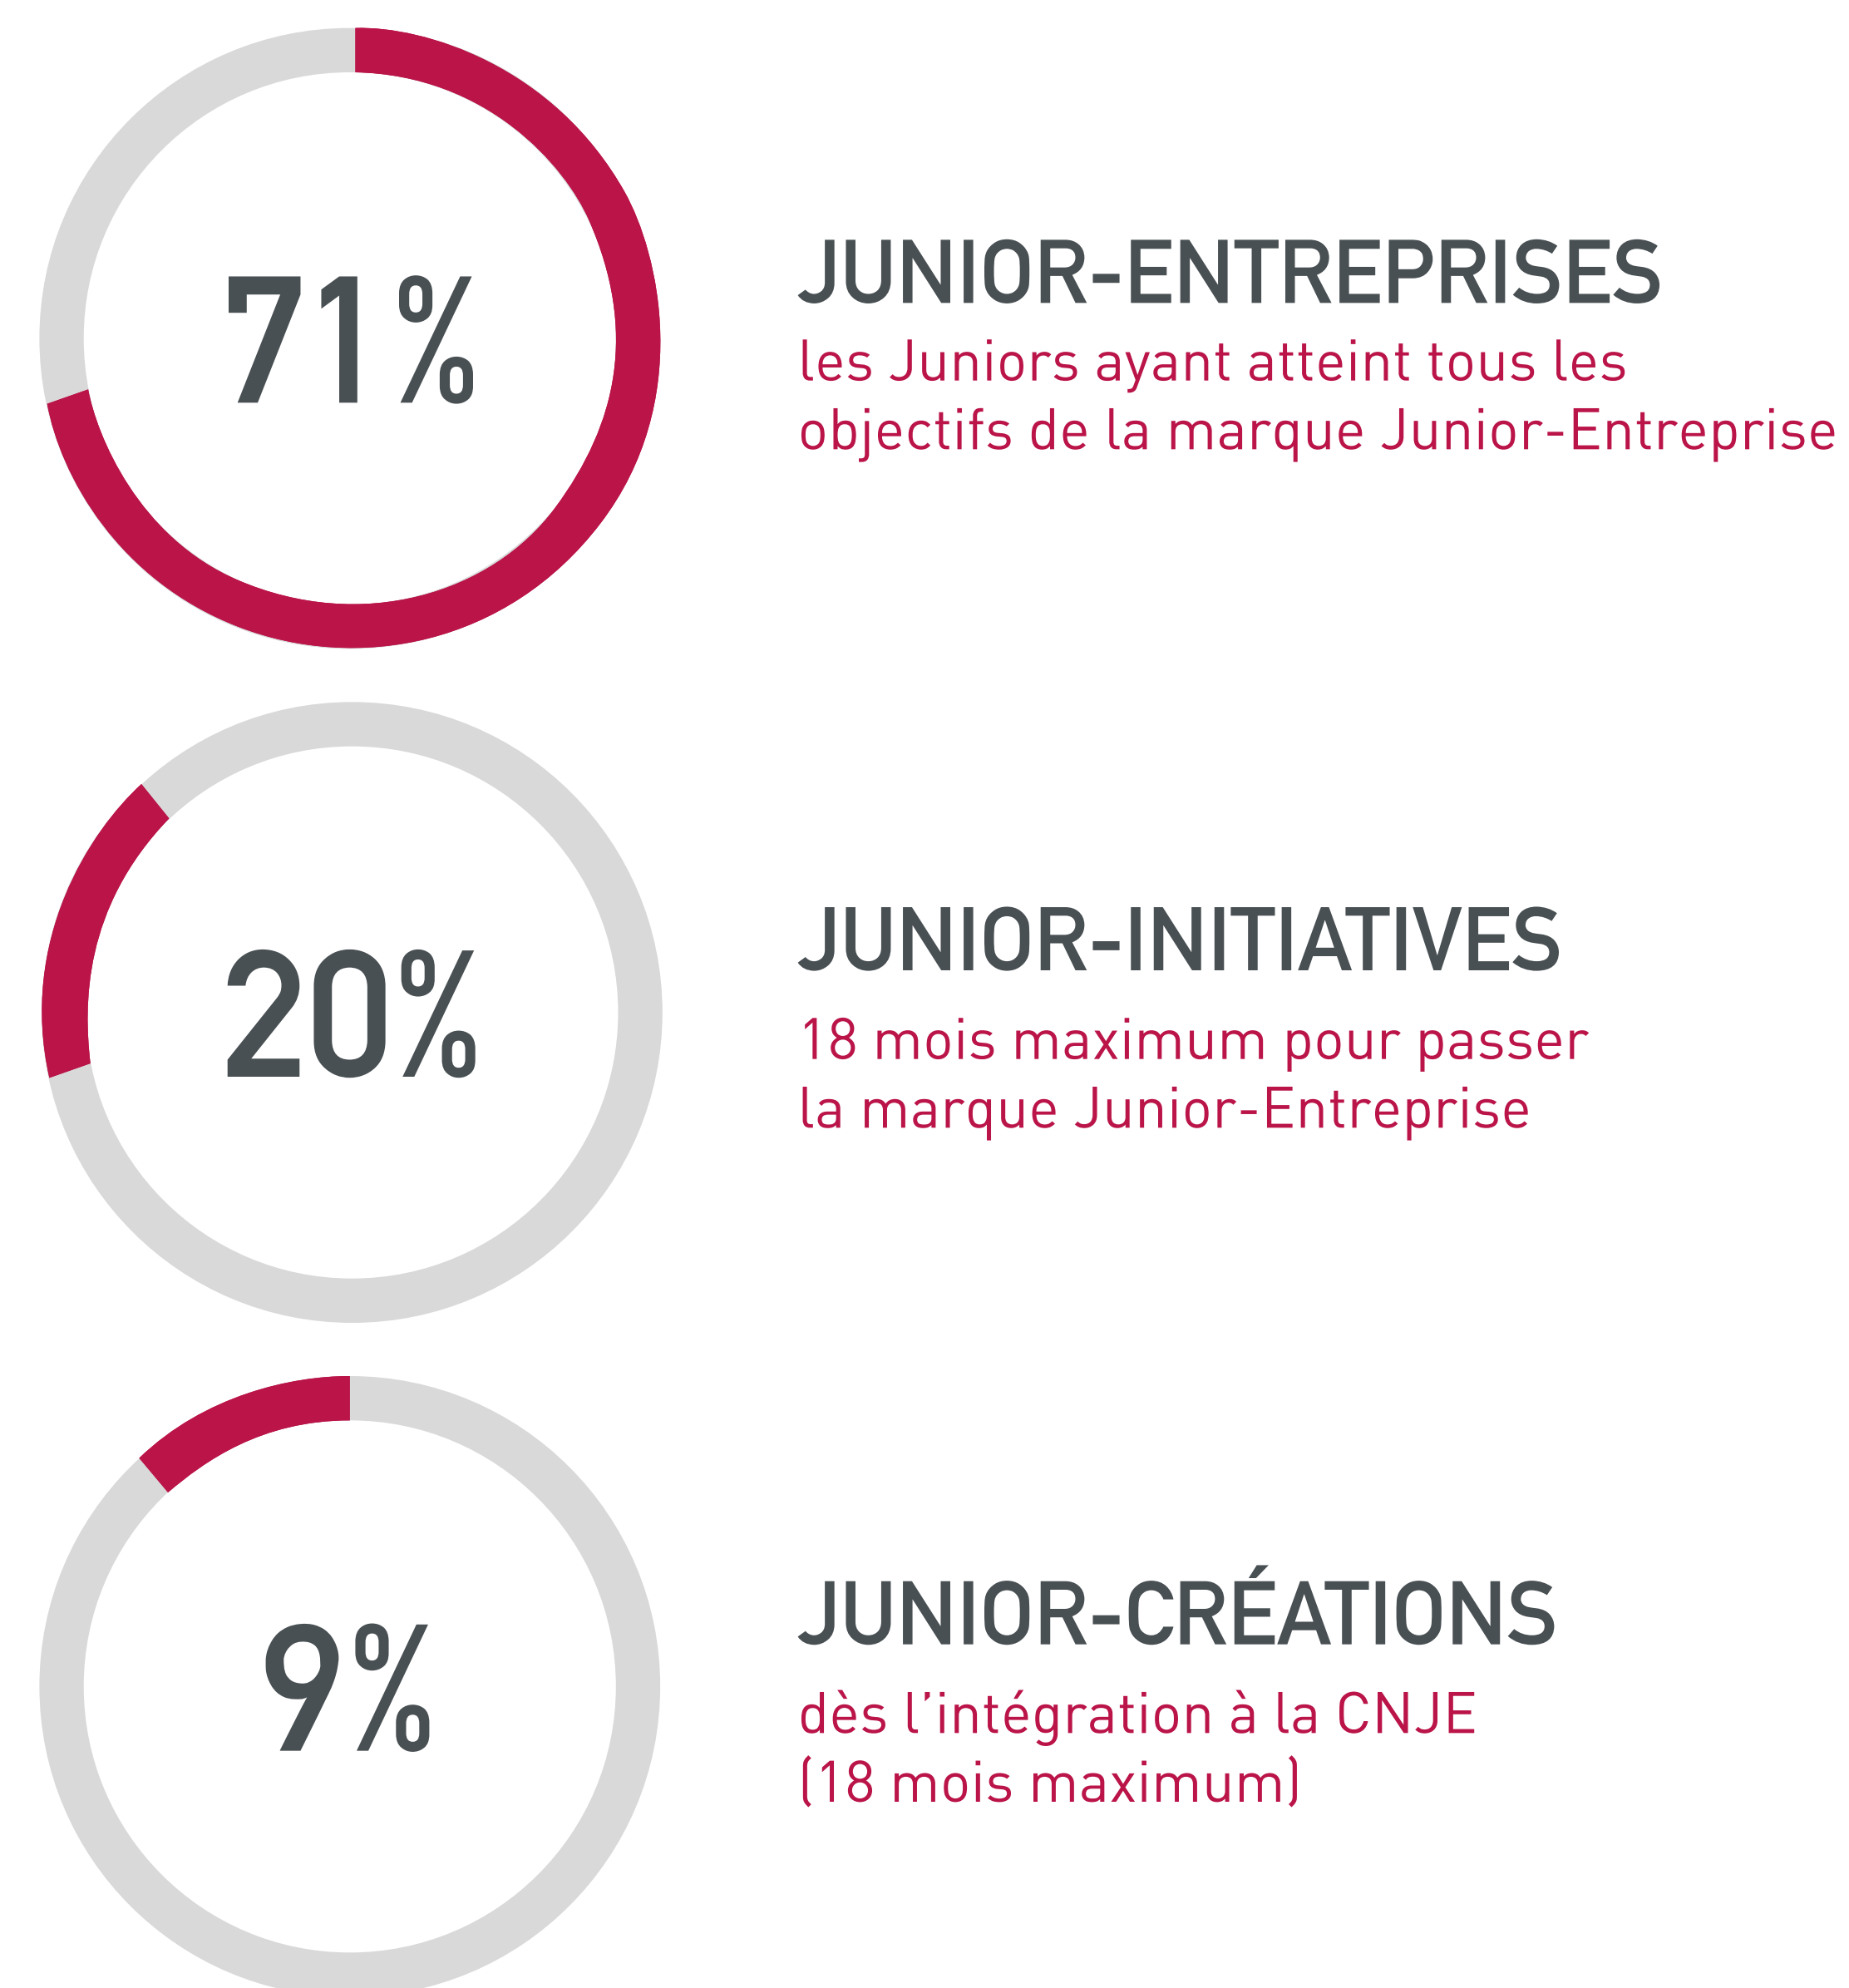 71%
JUNIOR-ENTREPRISES
les Juniors ayant atteint tous les
objectifs de la marque Junior-Entreprise
20%
JUNIOR-INITIATIVES
18 mois maximum pour passer
la marque Junior-Entreprise
9%
JUNIOR-CRÉATIONS
dès l'intégration à la CNJE
(18 mois maximum)